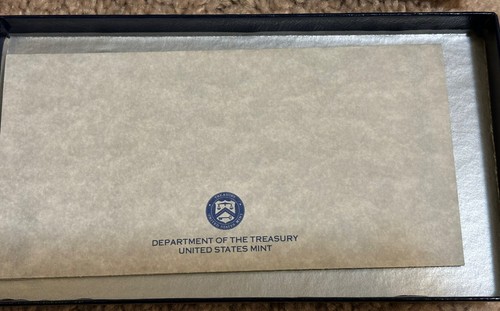 DEPARTMENT OF THE TREASURY
UNITED STATES MINT